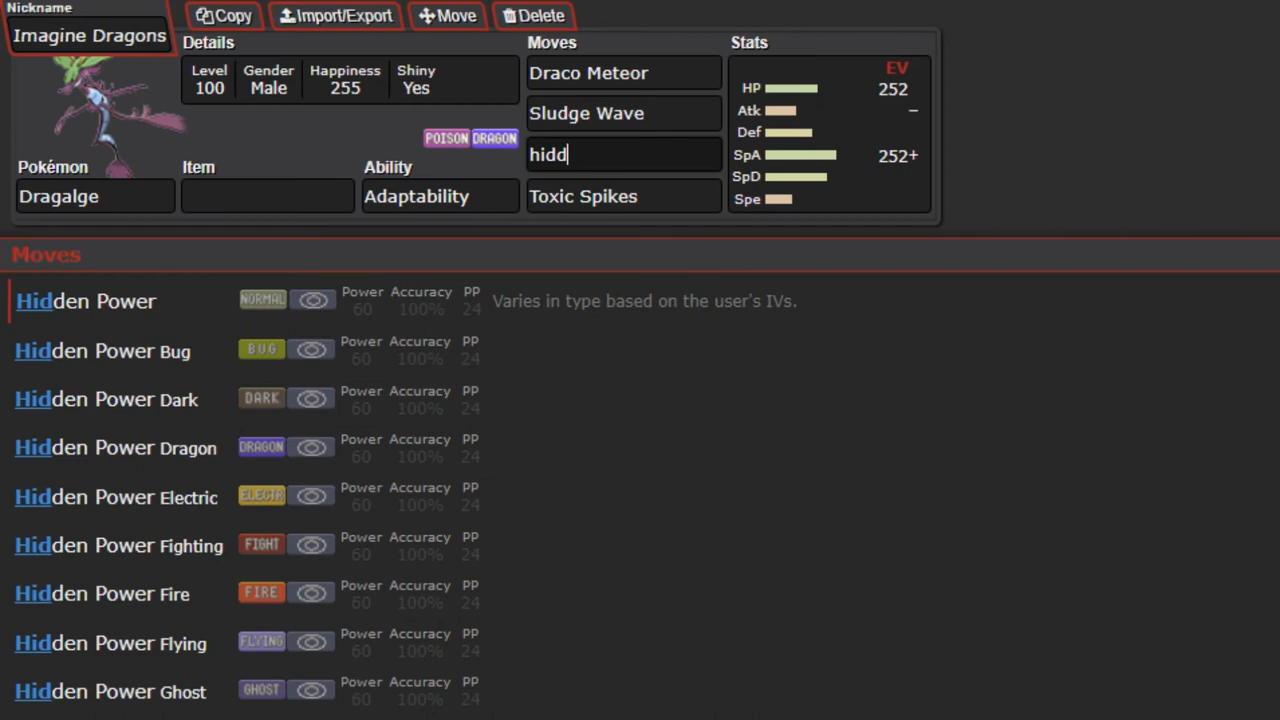 Nickname
Imagine Dragons
Copy Import/Export Move Delete
Details
Level Gender Happiness Shiny
100 Male 255 Yes
POISON DRAGON
Pokémon Item Ability
Dragalge Adaptability
Moves
Draco Meteor
Sludge Wave
hidd
Toxic Spikes
Stats
EV
HP 252
Atk –
Def
SpA 252+
SpD
Spe
Moves
Hidden Power NORMAL Power 60 Accuracy 100% PP 24 Varies in type based on the user's IVs.
Hidden Power Bug BUG Power 60 Accuracy 100% PP 24
Hidden Power Dark DARK Power 60 Accuracy 100% PP 24
Hidden Power Dragon DRAGON Power 60 Accuracy 100% PP 24
Hidden Power Electric ELECTR Power 60 Accuracy 100% PP 24
Hidden Power Fighting FIGHT Power 60 Accuracy 100% PP 24
Hidden Power Fire FIRE Power 60 Accuracy 100% PP 24
Hidden Power Flying FLYING Power 60 Accuracy 100% PP 24
Hidden Power Ghost GHOST Power 60 Accuracy 100% PP 24